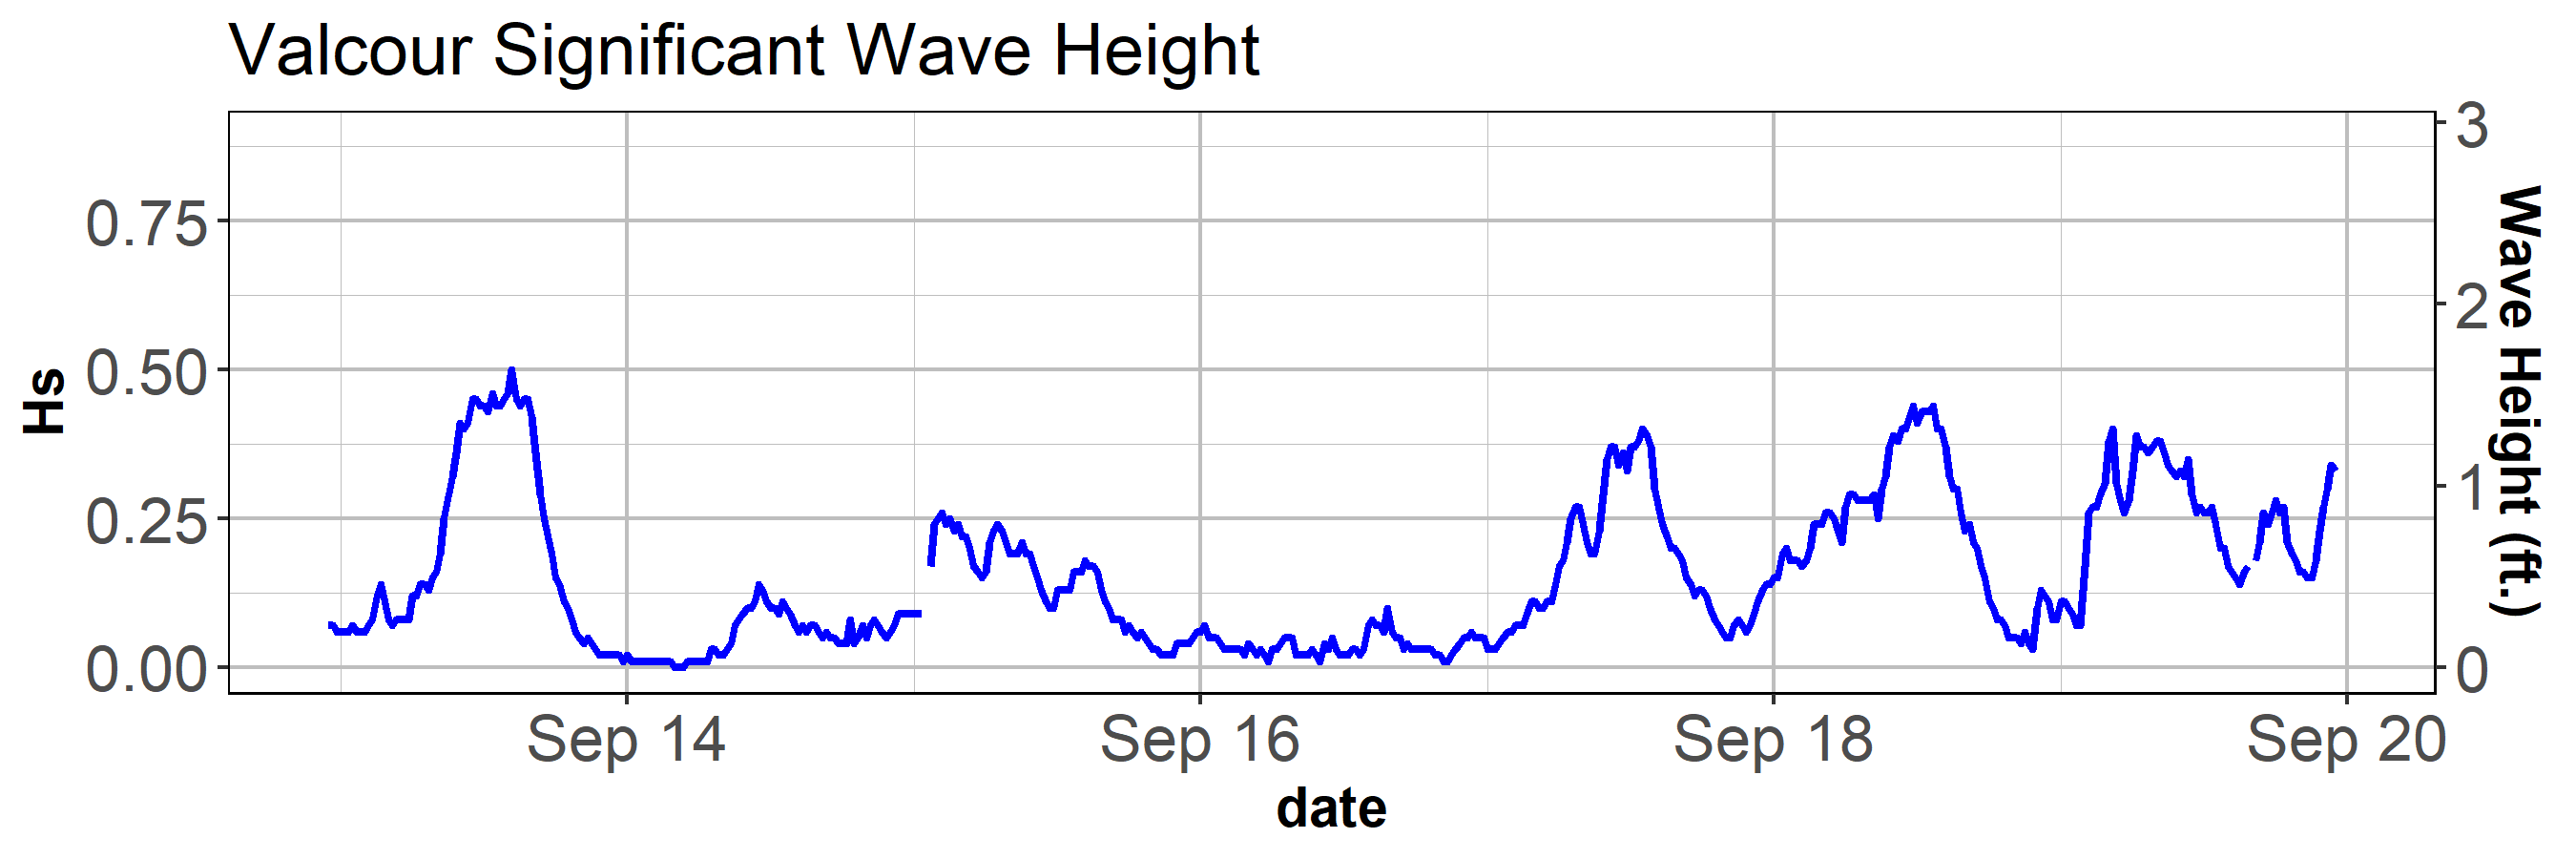 Valcour Significant Wave Height
Hs
0.75
0.50
0.25
0.00
3
2
1
0
Wave Height (ft.)
Sep 14
Sep 16
Sep 18
Sep 20
date